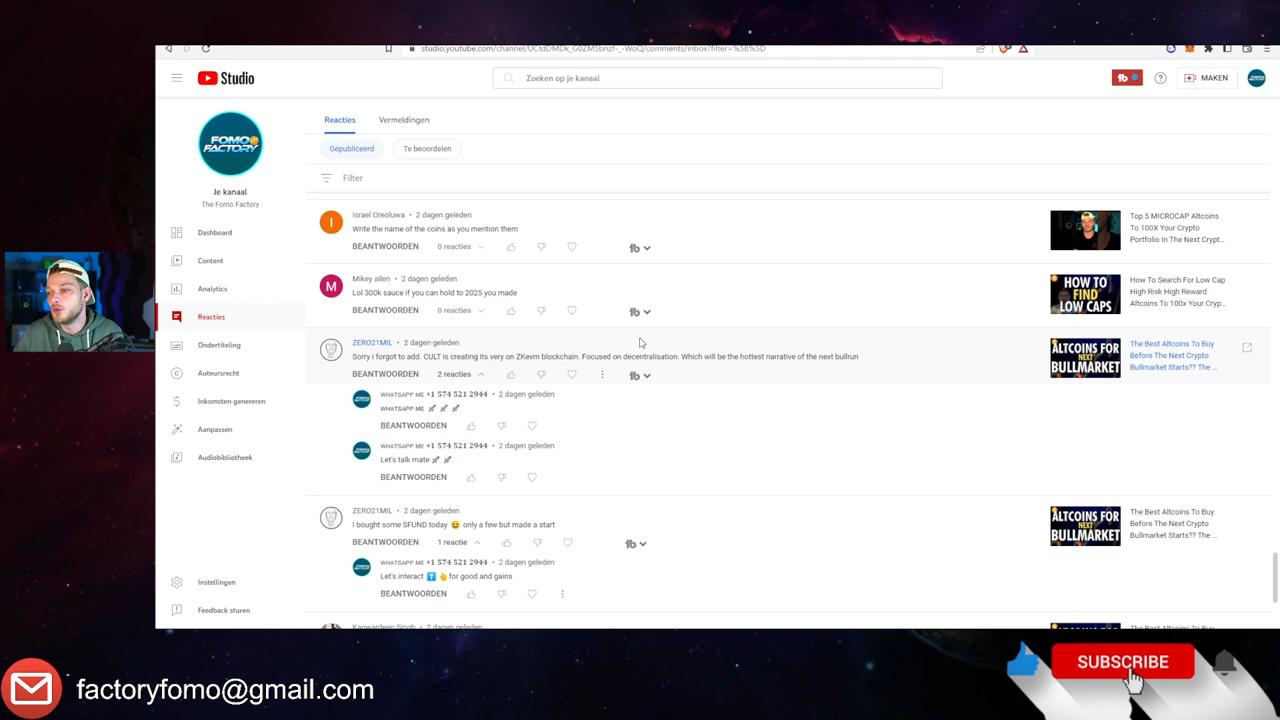 studio.youtube.com/channel/UCtdDMDk_G0ZM5bnzf-_-WoQ/comments/inbox?filter=%5B%5D
Studio
Zoeken op je kanaal
MAKEN
FOMO
FACTORY
Je kanaal
The Fomo Factory
Dashboard
Content
Analytics
Reacties
Ondertiteling
Auteursrecht
Inkomsten genereren
Aanpassen
Audiobibliotheek
Instellingen
Feedback sturen
Reacties
Vermeldingen
Gepubliceerd
Te beoordelen
Filter
Israel Oreoluwa • 2 dagen geleden
Write the name of the coins as you mention them
BEANTWOORDEN 0 reacties
Top 5 MICROCAP Altcoins
To 100X Your Crypto
Portfolio In The Next Crypt...
M
Mikey ailen • 2 dagen geleden
Lol 300k sauce if you can hold to 2025 you made
BEANTWOORDEN 0 reacties
HOW TO
FIND
LOW CAPS
How To Search For Low Cap
High Risk High Reward
Altcoins To 100x Your Cryp...
ZERO21MIL • 2 dagen geleden
Sorry i forgot to add. CULT is creating its very on ZKevm blockchain. Focused on decentralisation. Which will be the hottest narrative of the next bullrun
BEANTWOORDEN 2 reacties
ALTCOINS FOR
NEXT
BULLMARKET
The Best Altcoins To Buy
Before The Next Crypto
Bullmarket Starts?? The ...
WHATSAPP ME +1 574 521 2944 • 2 dagen geleden
WHATSAPP ME 🚀 🚀 🚀
BEANTWOORDEN
WHATSAPP ME +1 574 521 2944 • 2 dagen geleden
Let's talk mate 🚀 🚀
BEANTWOORDEN
ZERO21MIL • 2 dagen geleden
I bought some SFUND today 😅 only a few but made a start
BEANTWOORDEN 1 reactie
ALTCOINS FOR
NEXT
BULLMARKET
The Best Altcoins To Buy
Before The Next Crypto
Bullmarket Starts?? The ...
WHATSAPP ME +1 574 521 2944 • 2 dagen geleden
Let's interact ⬆️ 👆 for good and gains
BEANTWOORDEN
Kanwardeep Singh • 2 dagen geleden
The Best Altcoins To Buy
factoryfomo@gmail.com
SUBSCRIBE